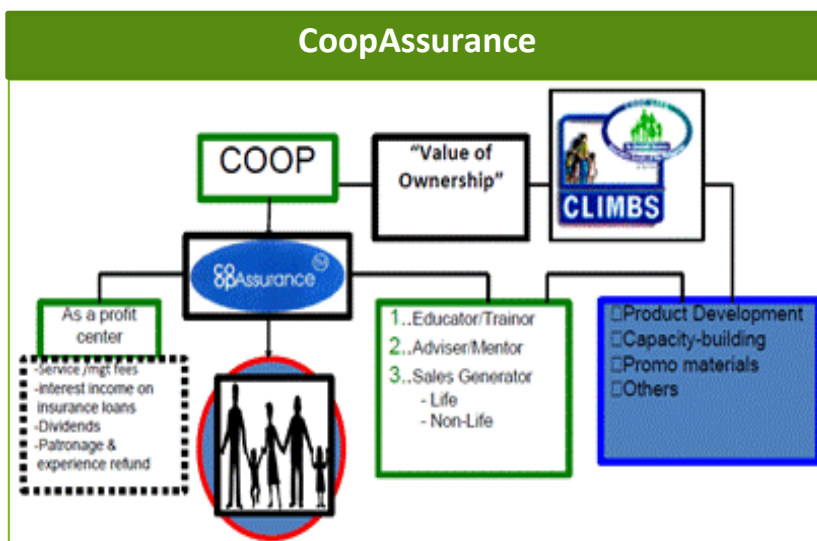 CoopAssurance
COOP
“Value of
Ownership”
CLIMBS
COOPAssurance
As a profit
center
-Service./mgt fees
-interest income on
insurance loans
-Dividends
-Patronage &
experience refund
1..Educator/Trainor
2..Adviser/Mentor
3..Sales Generator
- Life
- Non-Life
□Product Development
□Capacity-building
□Promo materials
□Others